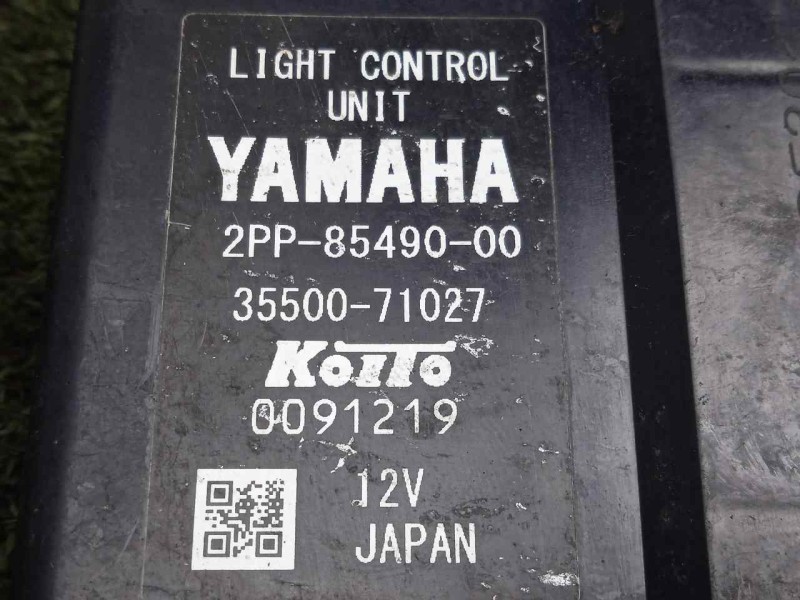 LIGHT CONTROL
UNIT
YAMAHA
2PP-85490-00
35500-71027
KOITO
0091219
12V
JAPAN